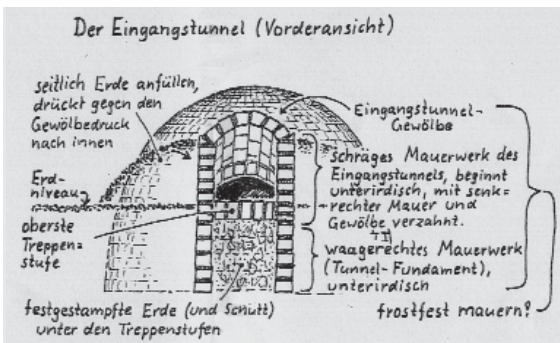 Der Eingangstunnel (Vorderansicht)
seitlich Erde anfüllen,
drückt gegen den
Gewölbedruck
nach innen
Erd-
niveau
oberste
Treppen-
stufe
festgestampfte Erde (und Schutt)
unter den Treppenstufen
Eingangstunnel-
Gewölbe
schräges Mauerwerk des
Eingangstunnels, beginnt
unterirdisch, mit senk=
rechter Mauer und
Gewölbe verzahnt.
waagerechtes Mauerwerk
(Tunnel-Fundament),
unterirdisch
frostfest mauern?